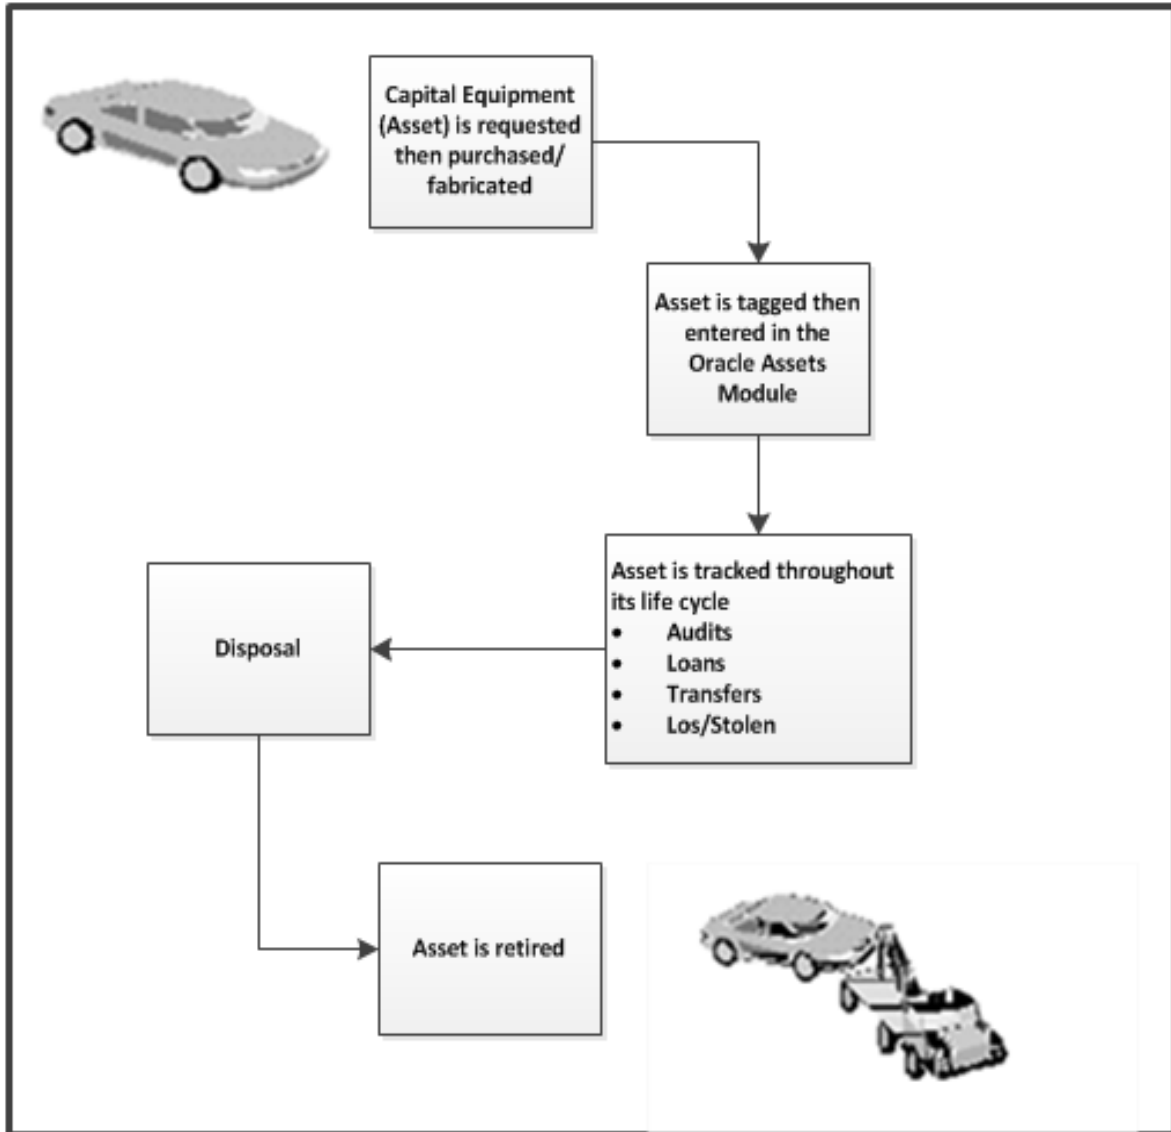 Capital Equipment
(Asset) is requested
then purchased/
fabricated
Asset is tagged then
entered in the
Oracle Assets
Module
Asset is tracked throughout
its life cycle
• Audits
• Loans
• Transfers
• Los/Stolen
Disposal
Asset is retired